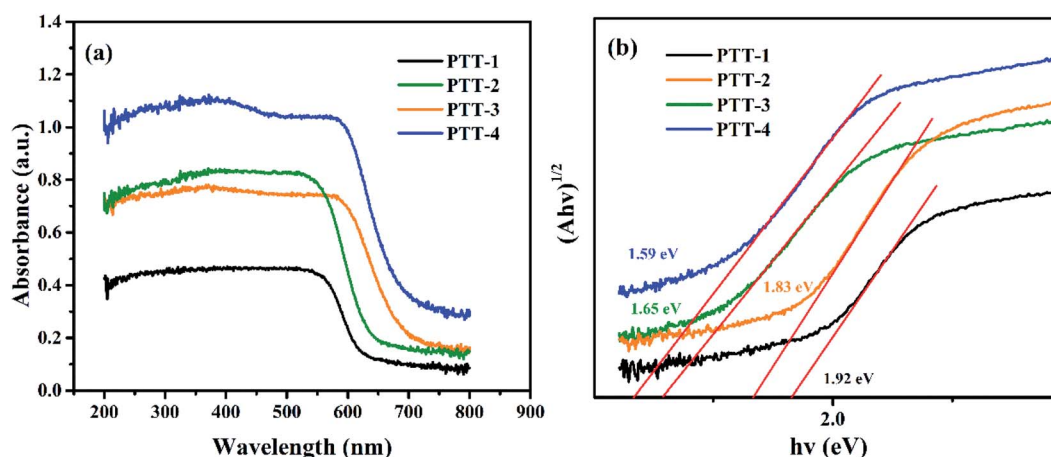 (a)
PTT-1
PTT-2
PTT-3
PTT-4
Absorbance (a.u.)
1.4
1.2
1.0
0.8
0.6
0.4
0.2
0.0
100 200 300 400 500 600 700 800 900
Wavelength (nm)
(b)
PTT-1
PTT-2
PTT-3
PTT-4
(Ahv)1/2
1.59 eV
1.65 eV
1.83 eV
1.92 eV
2.0
hv (eV)